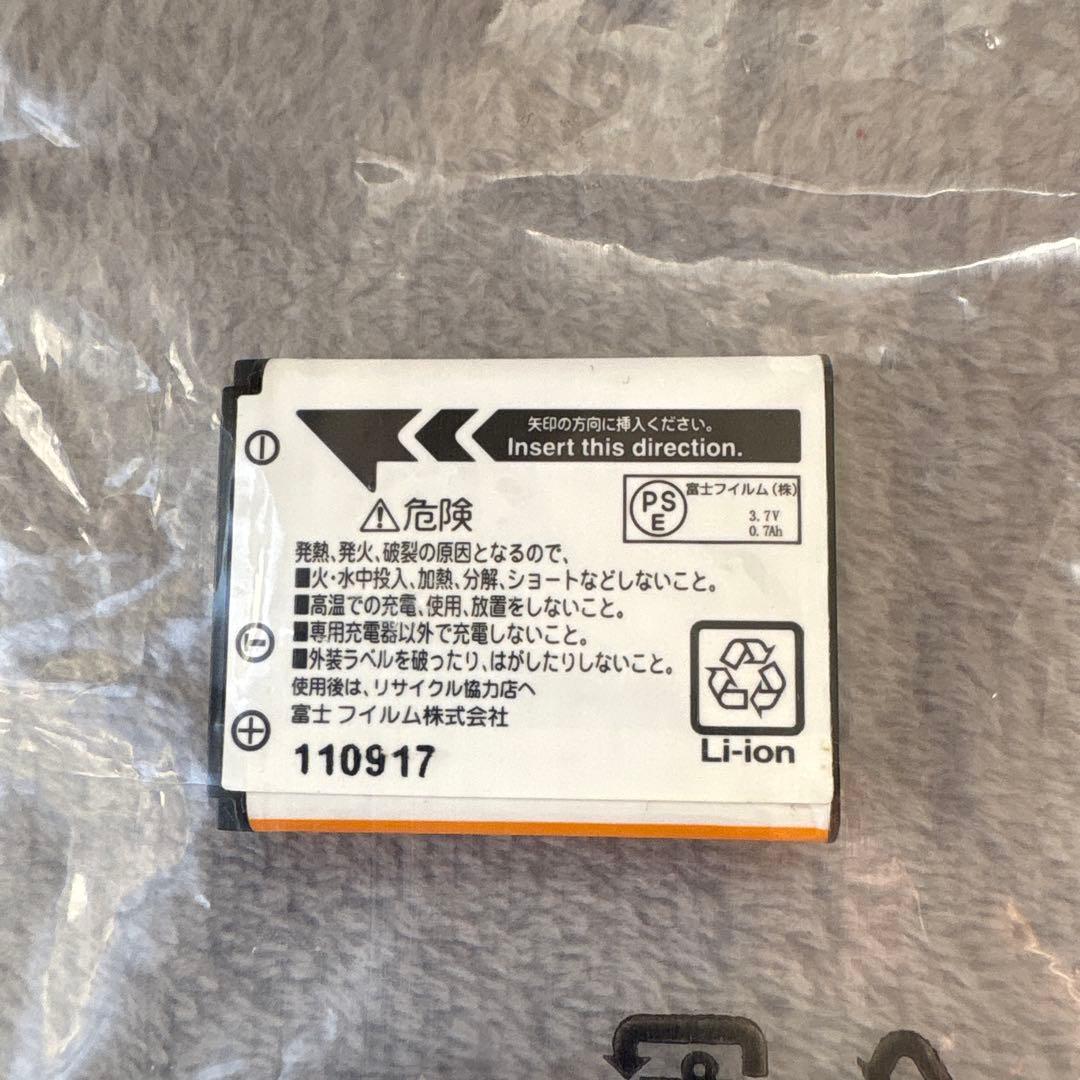 矢印の方向に挿入ください。
Insert this direction.
PS
E
富士フイルム(株)
3.7V
0.7Ah
危険
発熱、発火、破裂の原因となるので、
■火・水中投入、加熱、分解、ショートなどしないこと。
■高温での充電、使用、放置をしないこと。
■専用充電器以外で充電しないこと。
■外装ラベルを破ったり、はがしたりしないこと。
使用後は、リサイクル協力店へ
富士フイルム株式会社
110917
Li-ion